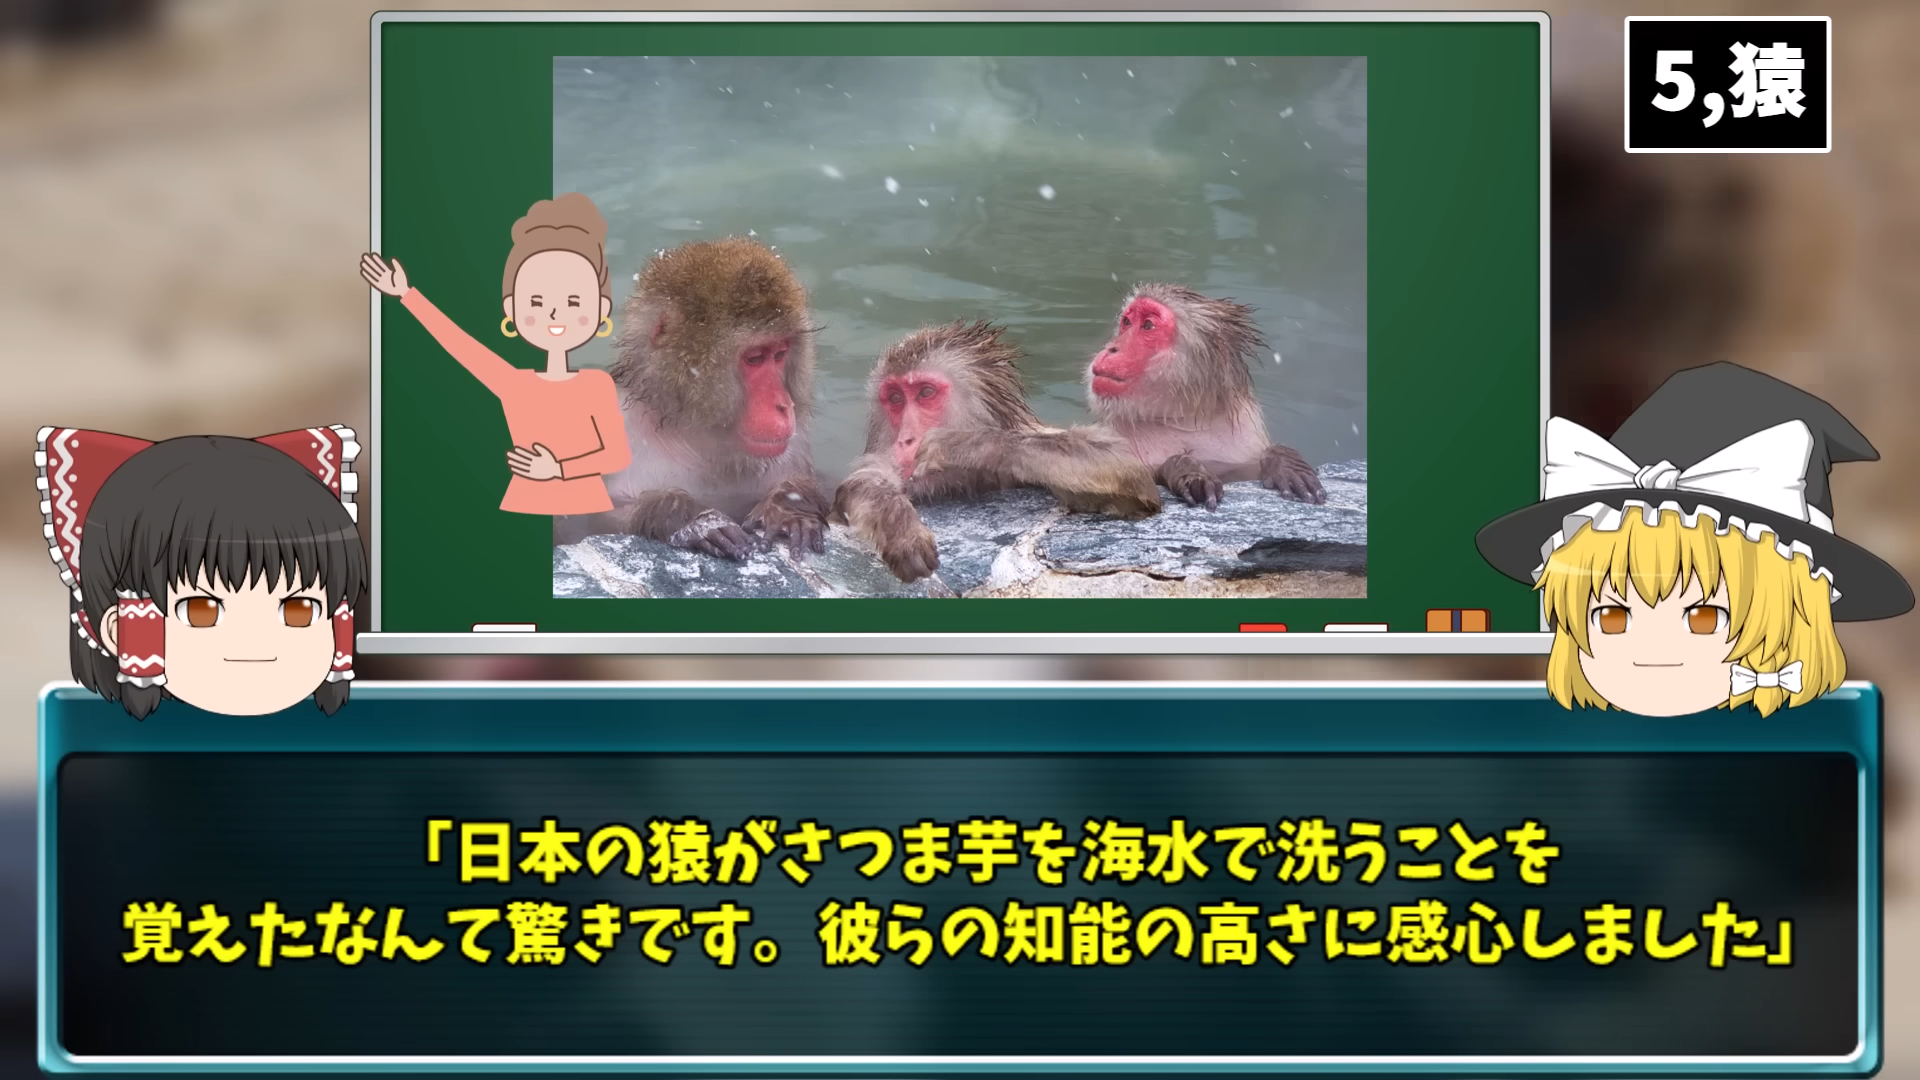 5,猿
「日本の猿がさつま芋を海水で洗うことを
覚えたなんて驚きです。彼らの知能の高さに感心しました」